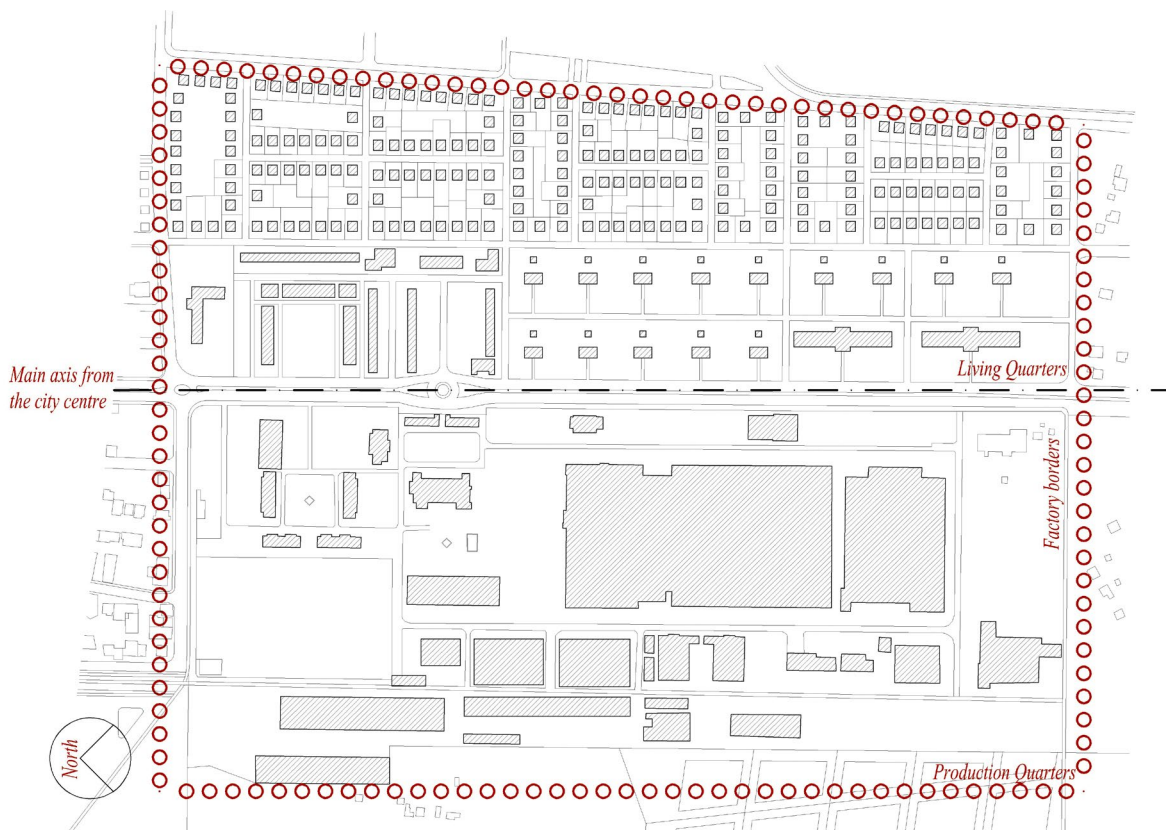 Main axis from
the city centre
Living Quarters
Factory borders
North
Production Quarters